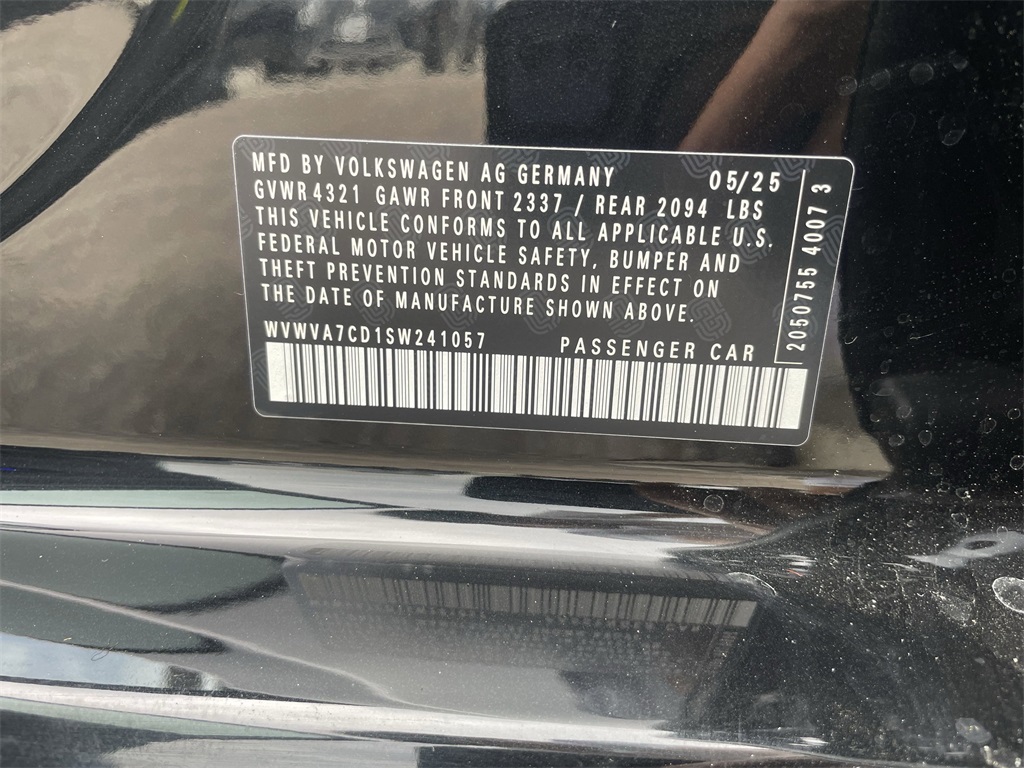 MFD BY VOLKSWAGEN AG GERMANY 05/25
GVWR 4321 GAWR FRONT 2337 / REAR 2094 LBS
THIS VEHICLE CONFORMS TO ALL APPLICABLE U.S.
FEDERAL MOTOR VEHICLE SAFETY, BUMPER AND
THEFT PREVENTION STANDARDS IN EFFECT ON
THE DATE OF MANUFACTURE SHOWN ABOVE.
WVWVA7CD1SW241057 PASSENGER CAR
2050755 40073